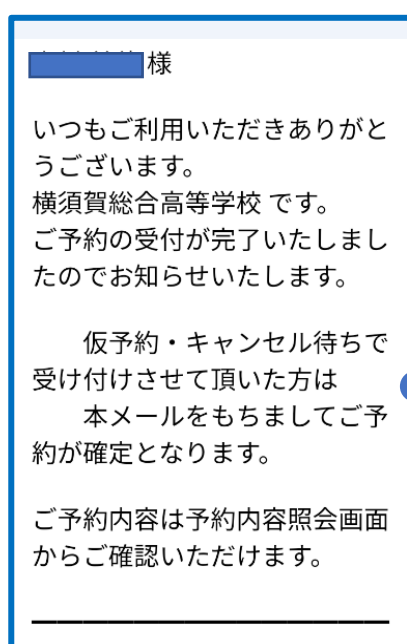 様
いつもご利用いただきありがと
うございます。
横須賀総合高等学校 です。
ご予約の受付が完了いたしまし
たのでお知らせいたします。
仮予約・キャンセル待ちで
受け付けさせて頂いた方は
本メールをもちましてご予
約が確定となります。
ご予約内容は予約内容照会画面
からご確認いただけます。